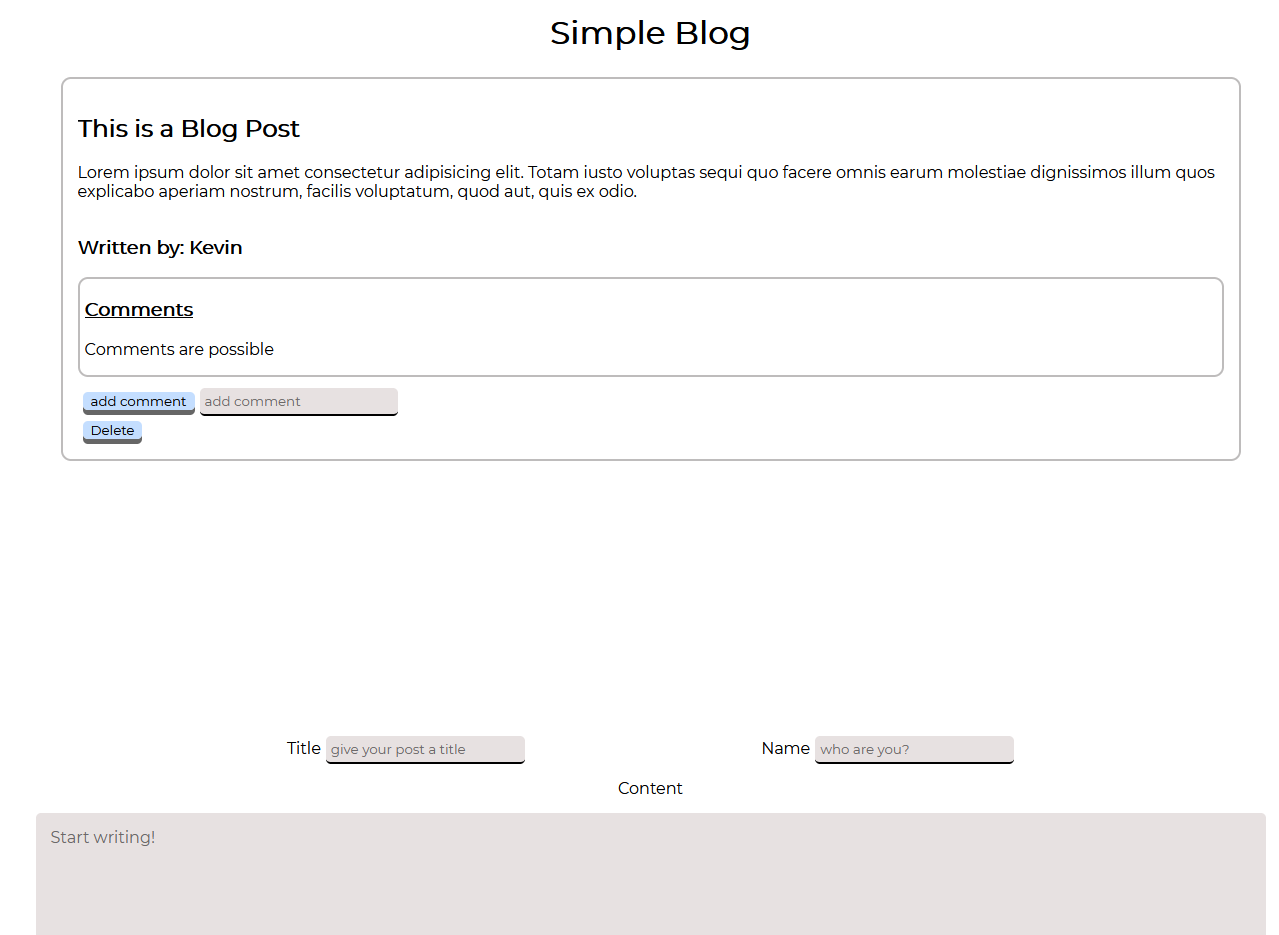 Simple Blog
This is a Blog Post
Lorem ipsum dolor sit amet consectetur adipisicing elit. Totam iusto voluptas sequi quo facere omnis earum molestiae dignissimos illum quos
explicabo aperiam nostrum, facilis voluptatum, quod aut, quis ex odio.
Written by: Kevin
Comments
Comments are possible
add comment add comment
Delete
Title give your post a title Name who are you?
Content
Start writing!